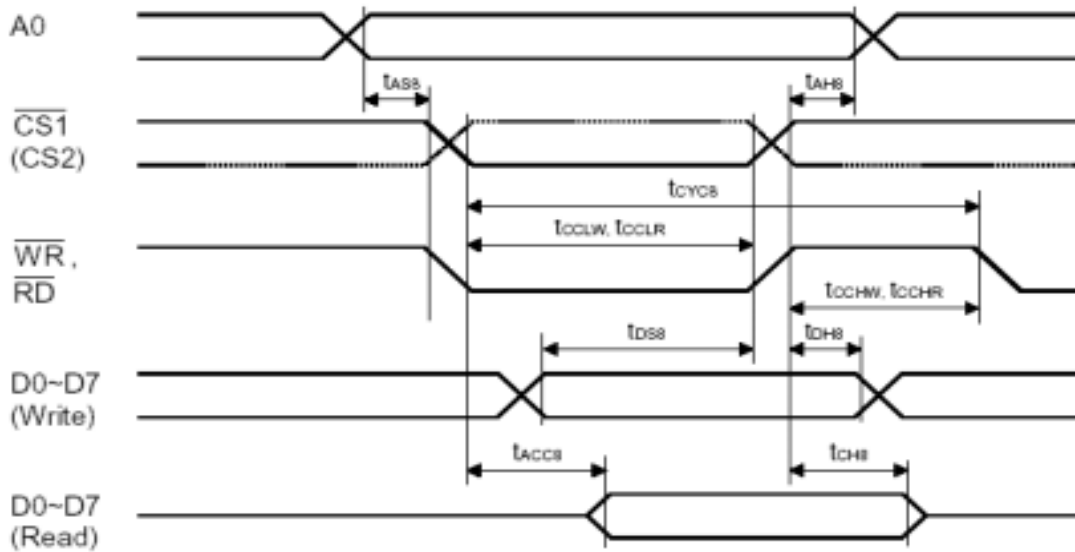 A0
tAS8
tAH8
CS1
(CS2)
tCYC8
tCCLW, tCCLR
WR,
RD
tCCHW, tCCHR
tDS8
tDH8
D0~D7
(Write)
tACC8
tCH8
D0~D7
(Read)